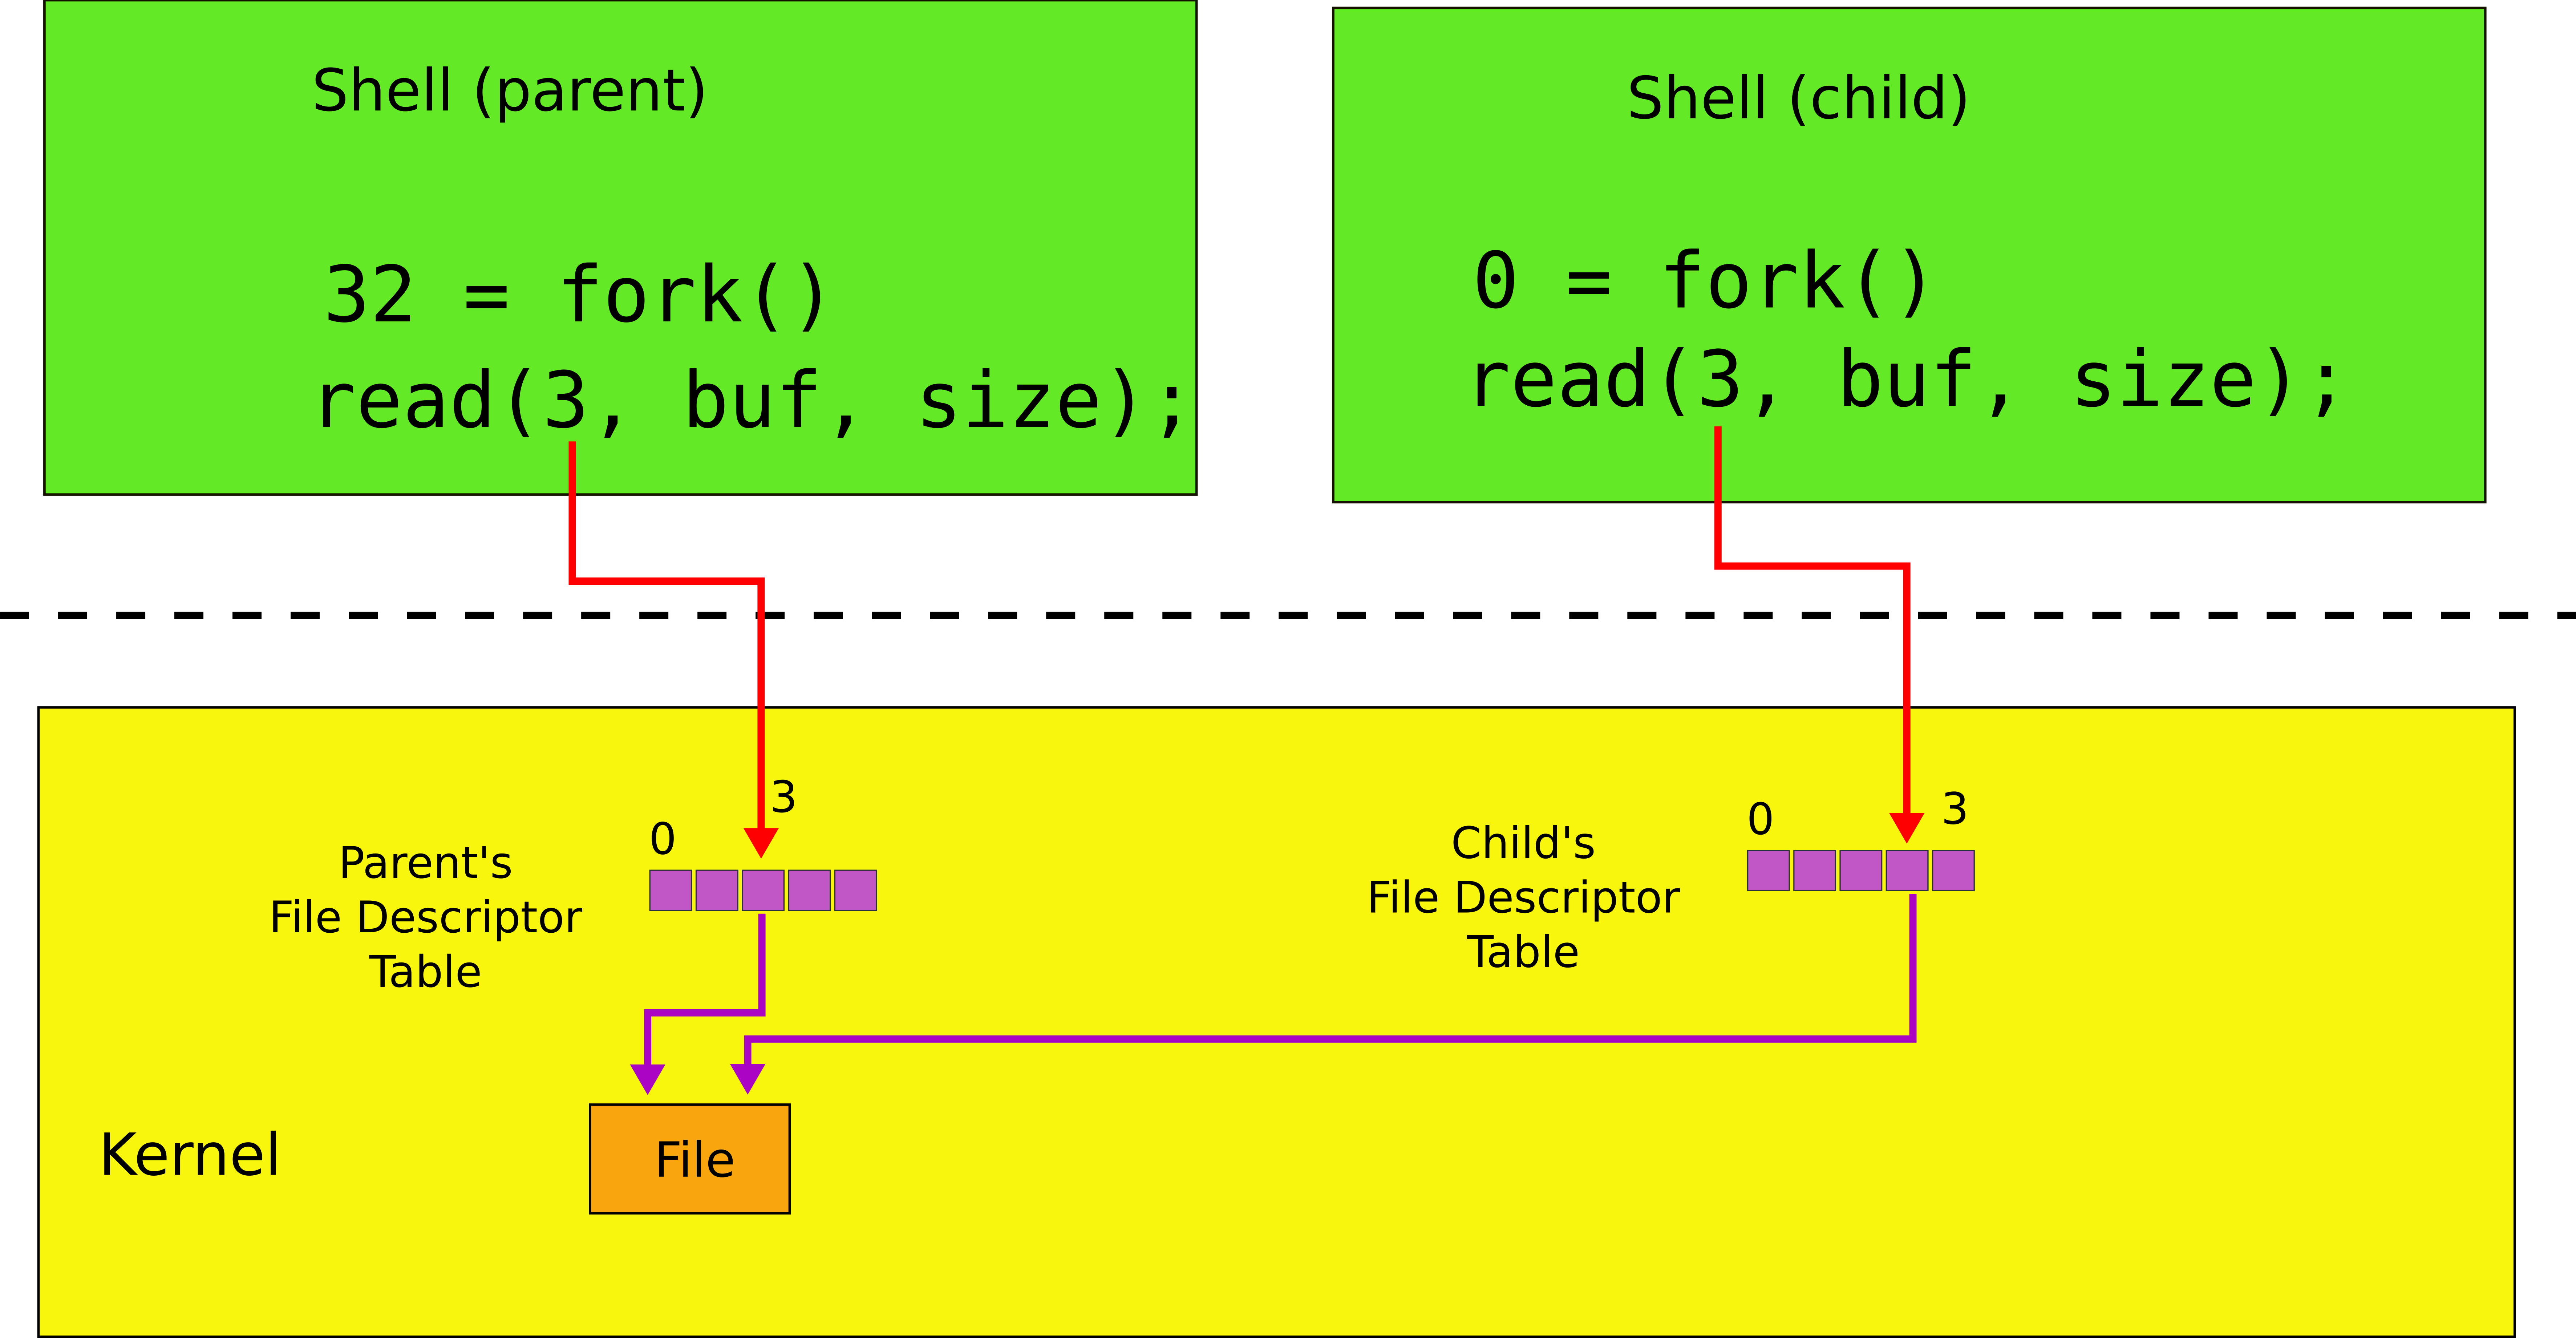 Shell (parent)
32 = fork()
read(3, buf, size);
Shell (child)
0 = fork()
read(3, buf, size);
Parent's
File Descriptor
Table
0
3
Child's
File Descriptor
Table
0
3
Kernel
File